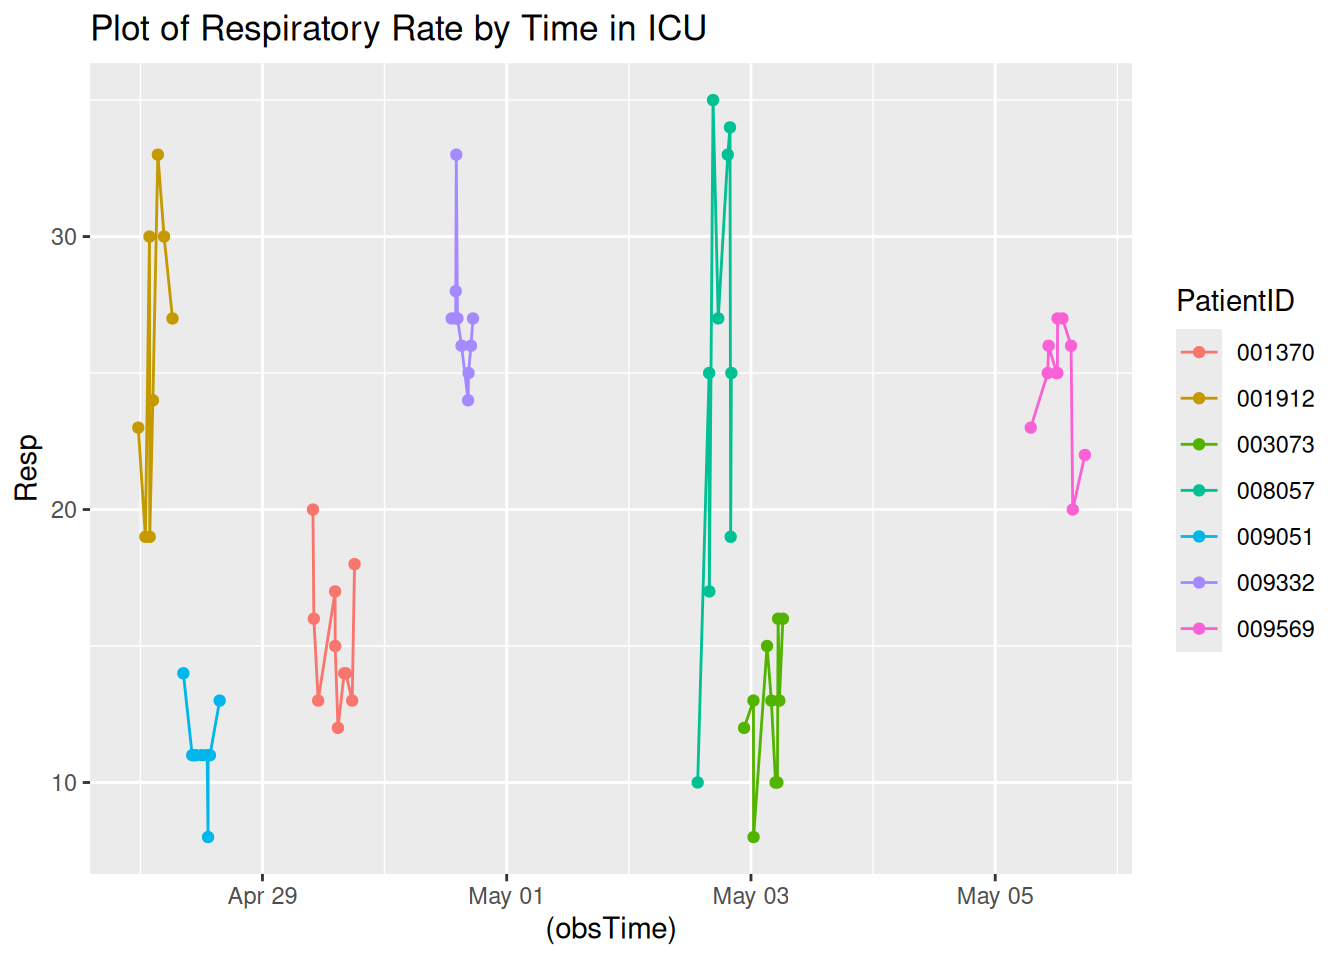 Plot of Respiratory Rate by Time in ICU
Resp
30
20
10
Apr 29 May 01 May 03 May 05
(obsTime)
PatientID
001370
001912
003073
008057
009051
009332
009569